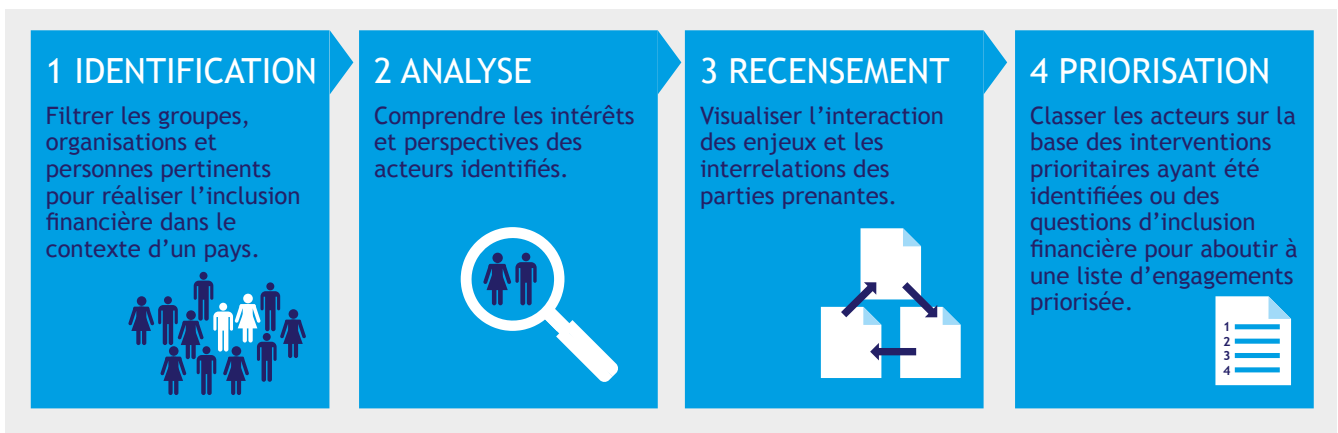 1 IDENTIFICATION
Filtrer les groupes,
organisations et
personnes pertinents
pour réaliser l’inclusion
financière dans le
contexte d’un pays.
2 ANALYSE
Comprendre les intérêts
et perspectives des
acteurs identifiés.
3 RECENSEMENT
Visualiser l’interaction
des enjeux et les
interrelations des
parties prenantes.
4 PRIORISATION
Classer les acteurs sur la
base des interventions
prioritaires ayant été
identifiées ou des
questions d’inclusion
financière pour aboutir à
une liste d’engagements
priorisée.
1
2
3
4